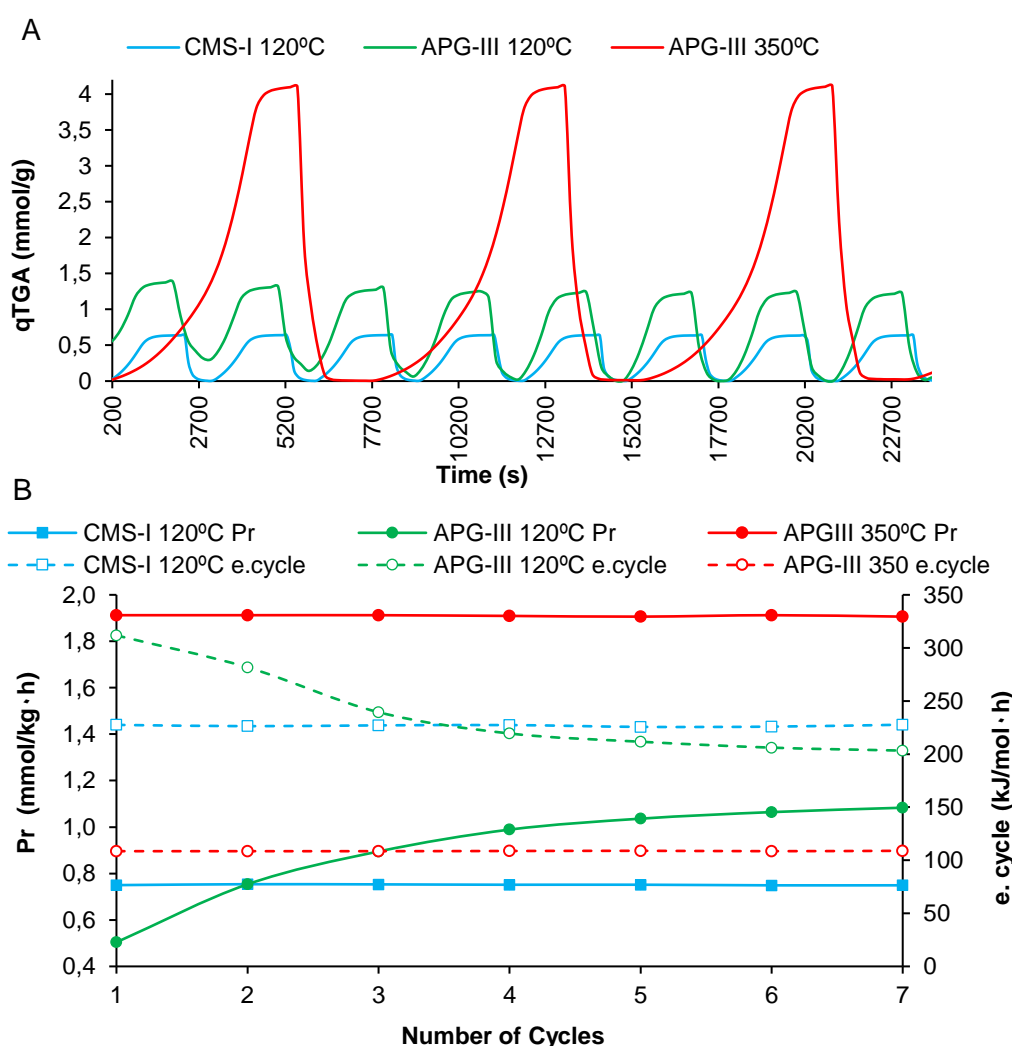 A
CMS-I 120ºC APG-III 120ºC APG-III 350ºC
4
3,5
3
2,5
2
1,5
1
0,5
0
qTGA (mmol/g)
200 2700 5200 7700 10200 12700 15200 17700 20200 22700
Time (s)
B
CMS-I 120ºC Pr APG-III 120ºC Pr APGIII 350ºC Pr
CMS-I 120ºC e.cycle APG-III 120ºC e.cycle APG-III 350 e.cycle
2,0 350
1,8 300
1,6 250
1,4 200
1,2 150
1,0 100
0,8 50
0,6 0
0,4
Pr (mmol/kg·h)
e. cycle (kJ/mol·h)
1 2 3 4 5 6 7
Number of Cycles